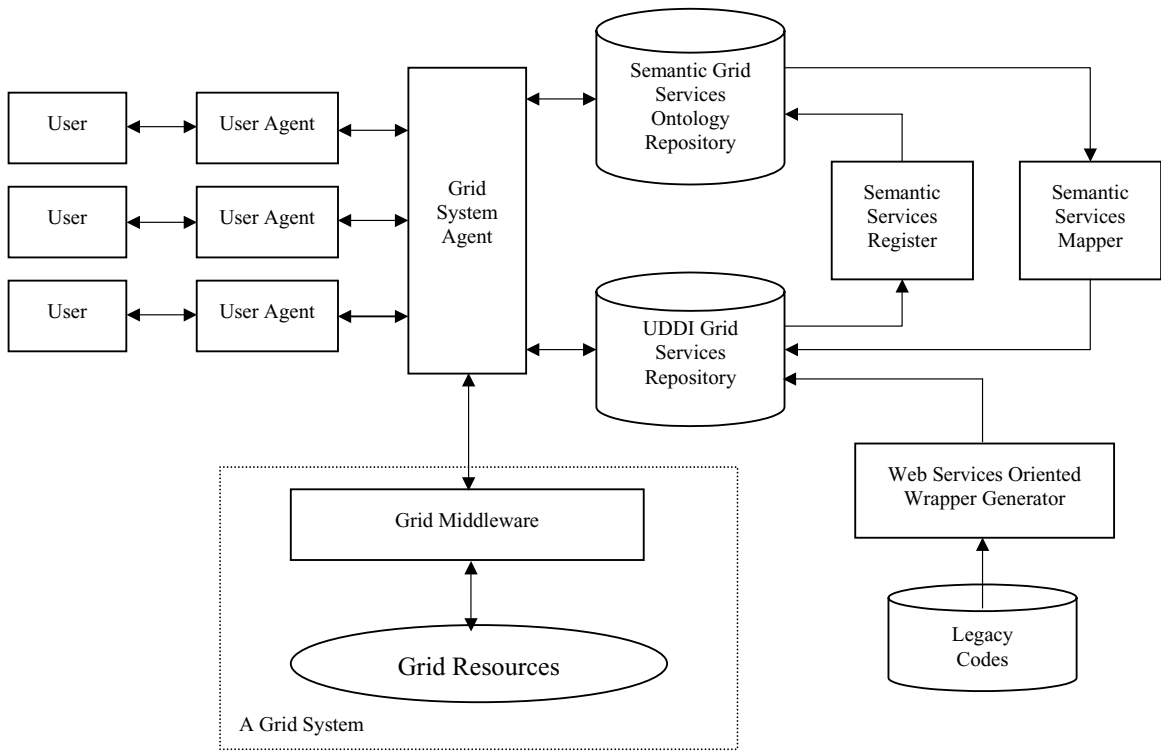 User
User Agent
User
User Agent
User
User Agent
Grid
System
Agent
Semantic Grid
Services
Ontology
Repository
Semantic
Services
Register
Semantic
Services
Mapper
UDDI Grid
Services
Repository
Web Services Oriented
Wrapper Generator
Legacy
Codes
Grid Middleware
Grid Resources
A Grid System